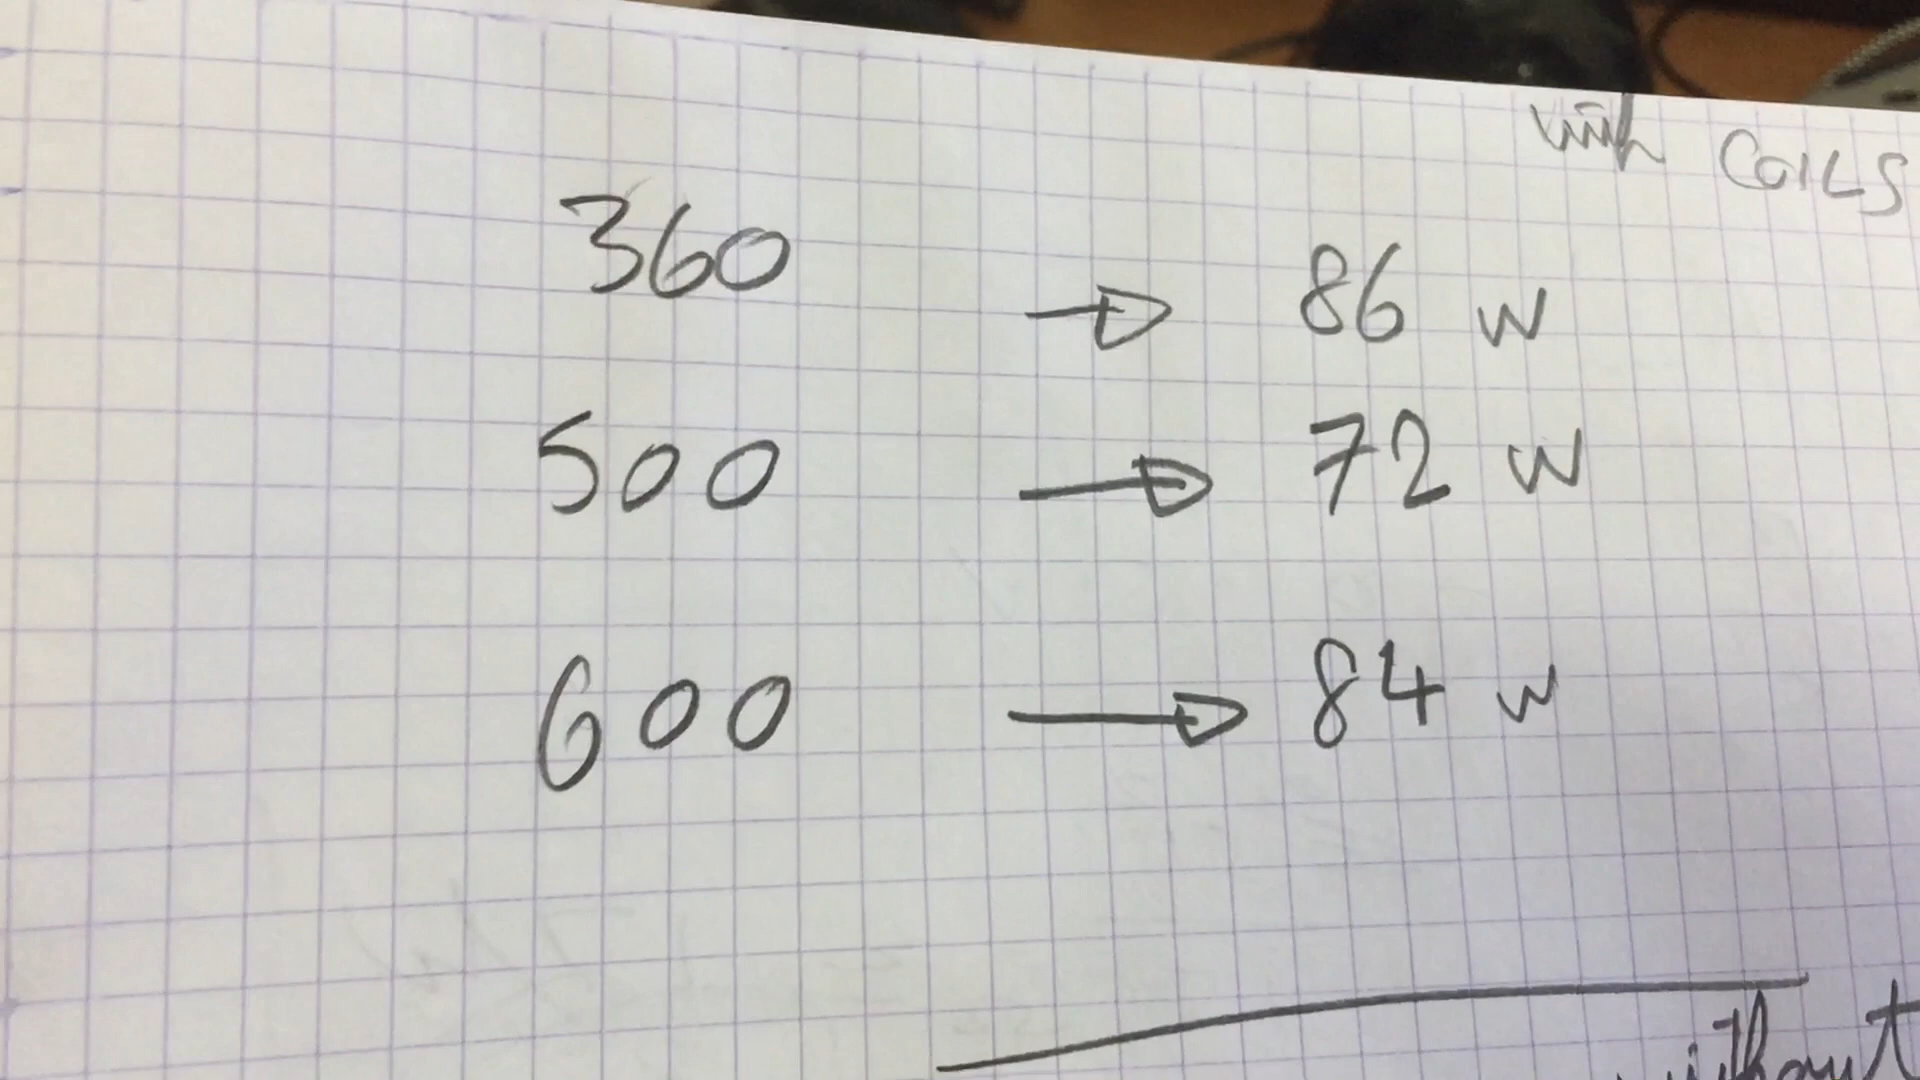 with COILS
360 → 86 W
500 → 72 W
600 → 84 W
without